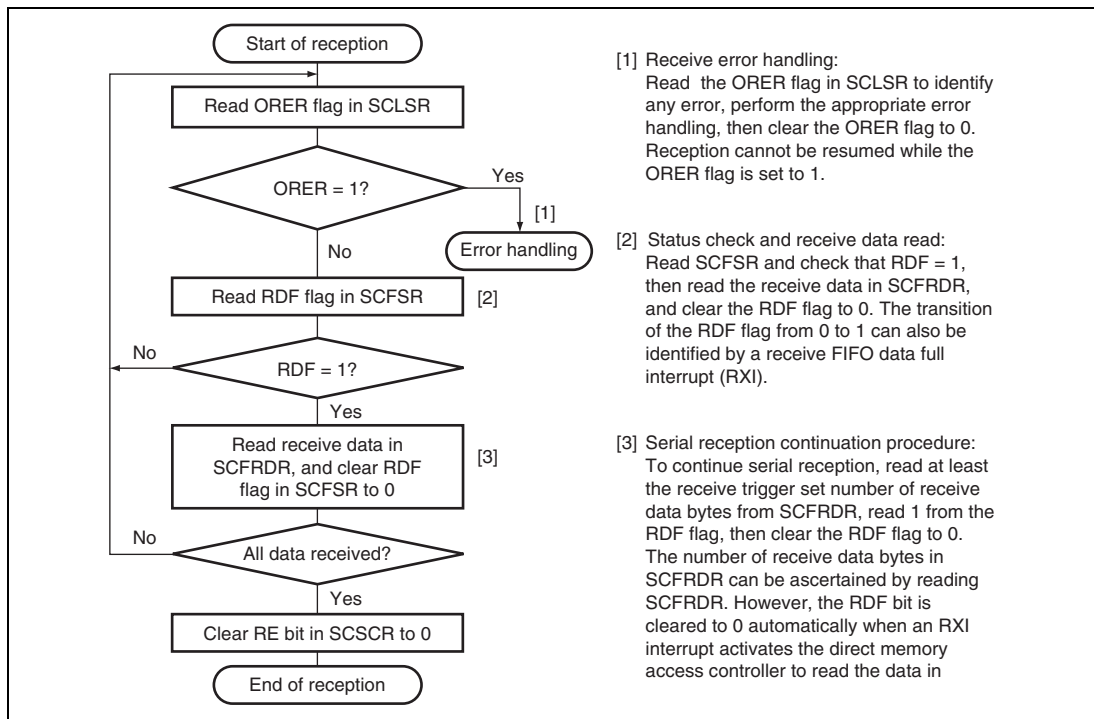 Start of reception
Read ORER flag in SCLSR
ORER = 1?
Yes
[1]
Error handling
No
Read RDF flag in SCFSR
[2]
No
RDF = 1?
Yes
Read receive data in
SCFRDR, and clear RDF
flag in SCFSR to 0
[3]
No
All data received?
Yes
Clear RE bit in SCSCR to 0
End of reception
[1] Receive error handling:
Read the ORER flag in SCLSR to identify
any error, perform the appropriate error
handling, then clear the ORER flag to 0.
Reception cannot be resumed while the
ORER flag is set to 1.
[2] Status check and receive data read:
Read SCFSR and check that RDF = 1,
then read the receive data in SCFRDR,
and clear the RDF flag to 0. The transition
of the RDF flag from 0 to 1 can also be
identified by a receive FIFO data full
interrupt (RXI).
[3] Serial reception continuation procedure:
To continue serial reception, read at least
the receive trigger set number of receive
data bytes from SCFRDR, read 1 from the
RDF flag, then clear the RDF flag to 0.
The number of receive data bytes in
SCFRDR can be ascertained by reading
SCFRDR. However, the RDF bit is
cleared to 0 automatically when an RXI
interrupt activates the direct memory
access controller to read the data in